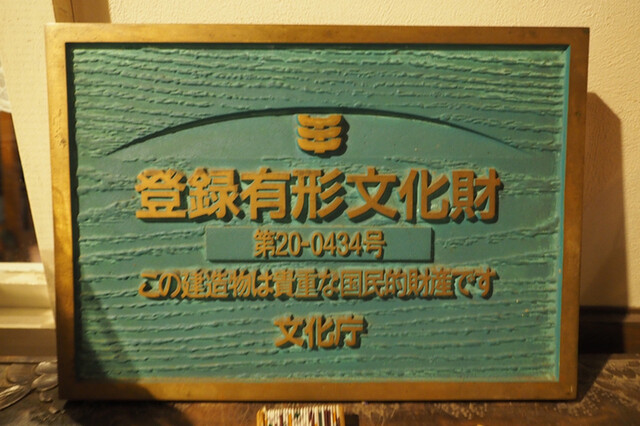 登録有形文化財
第20-0434号
この建造物は貴重な国民的財産です
文化庁